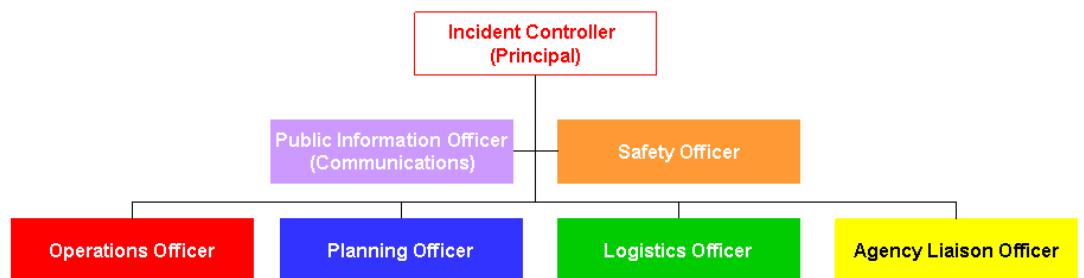 Incident Controller
(Principal)
Public Information Officer
(Communications)
Safety Officer
Operations Officer
Planning Officer
Logistics Officer
Agency Liaison Officer